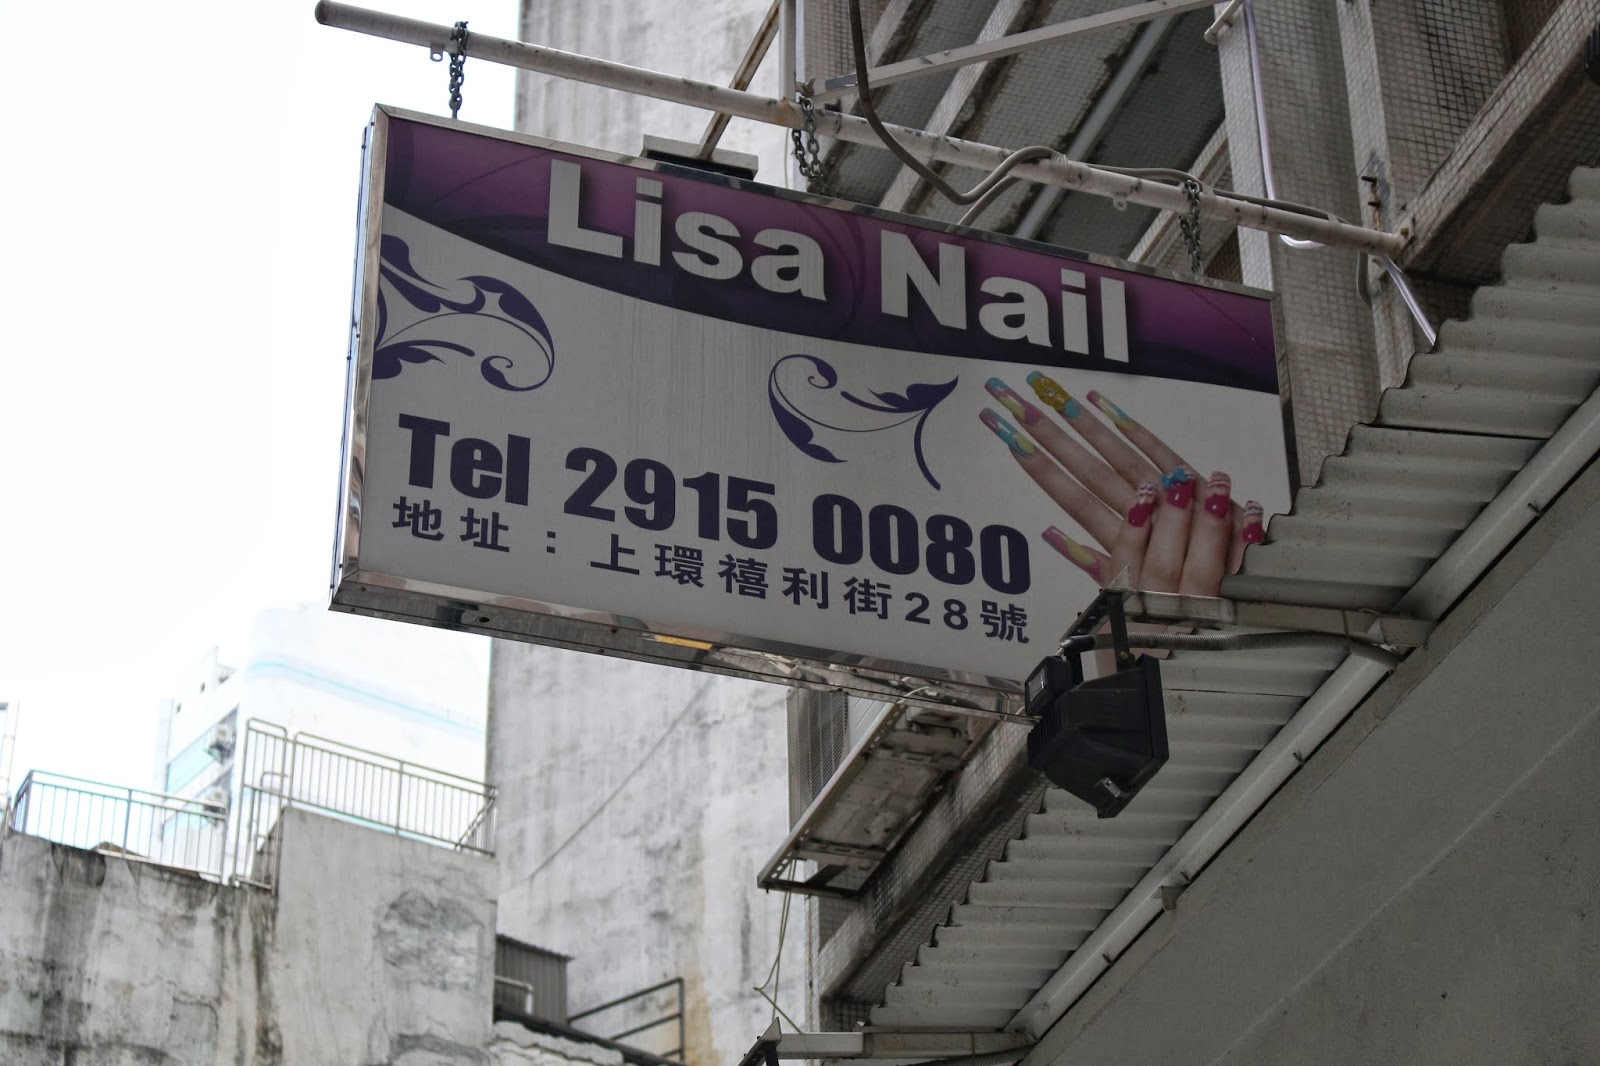 Lisa Nail
Tel 2915 0080
地址：上環禧利街28號